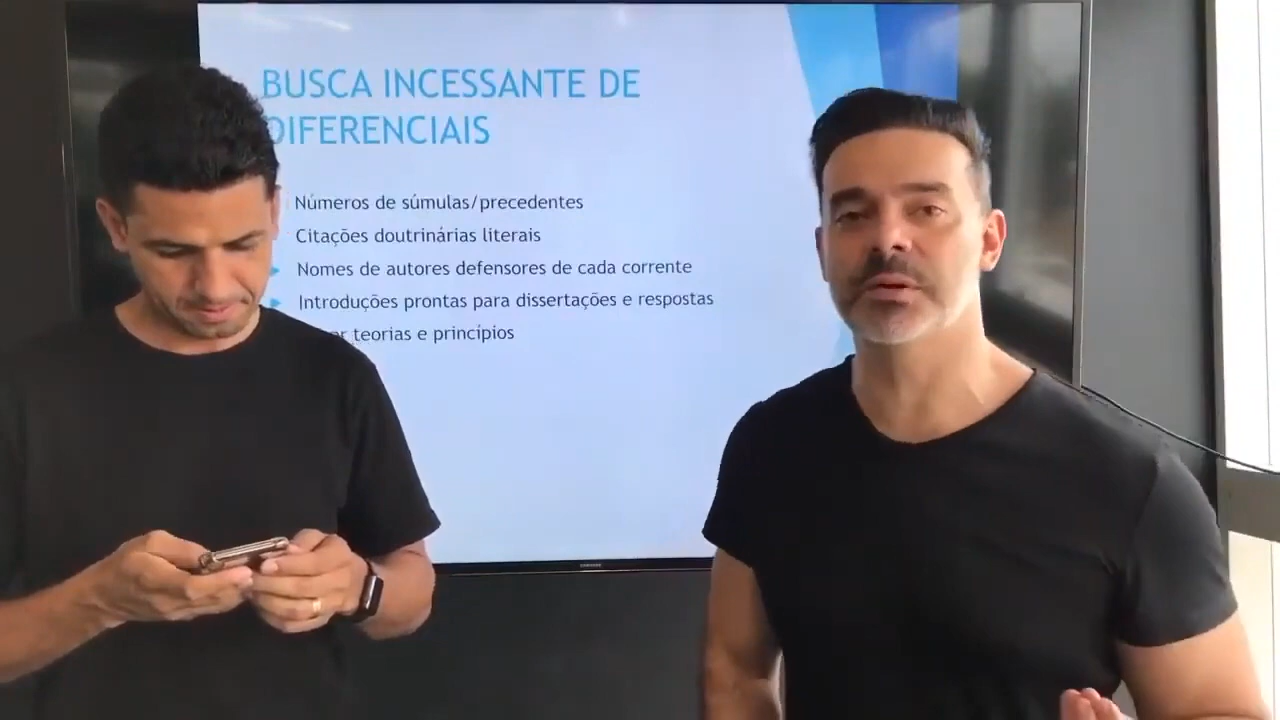 BUSCA INCESSANTE DE
DIFERENCIAIS
Números de súmulas/precedentes
Citações doutrinárias literais
Nomes de autores defensores de cada corrente
Introduções prontas para dissertações e respostas
teorias e princípios
SAMSUNG